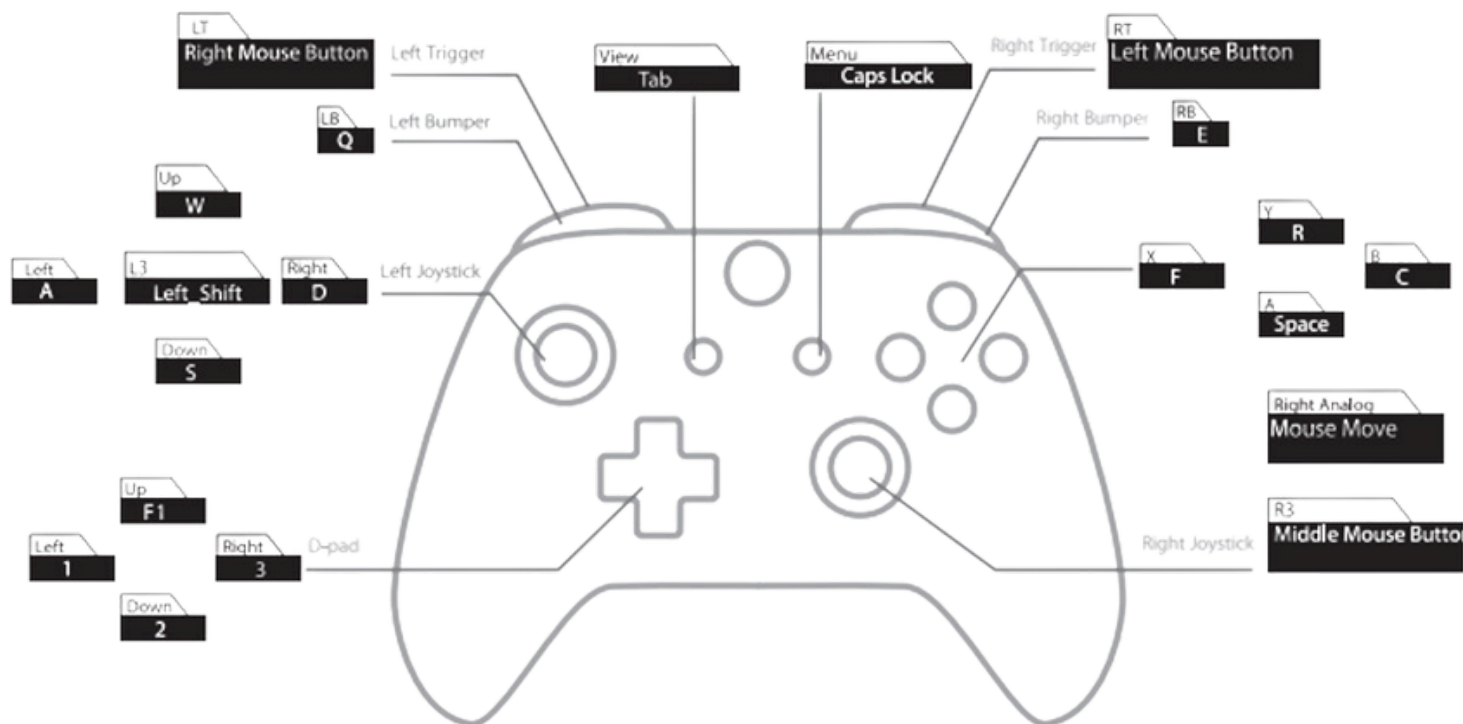 LT
Right Mouse Button
Left Trigger
View
Tab
Menu
Caps Lock
Right Trigger
RT
Left Mouse Button
LB
Q
Left Bumper
Right Bumper
RB
E
Up
W
Y
R
Left
A
L3
Left_Shift
Right
D
Left Joystick
X
F
B
C
A
Space
Down
S
Right Analog
Mouse Move
Up
F1
R3
Middle Mouse Button
Left
1
Right
3
D-pad
Right Joystick
Down
2